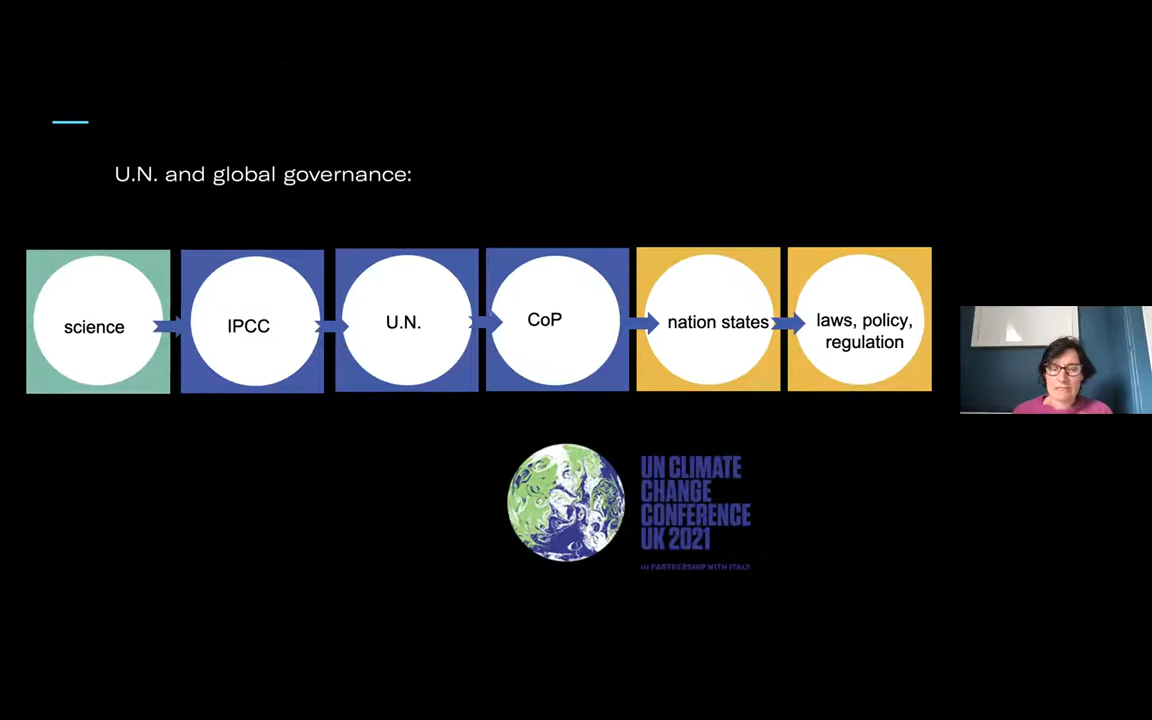 U.N. and global governance:
science
IPCC
U.N.
CoP
nation states
laws, policy,
regulation
UN CLIMATE
CHANGE
CONFERENCE
UK 2021
IN PARTNERSHIP WITH ITALY